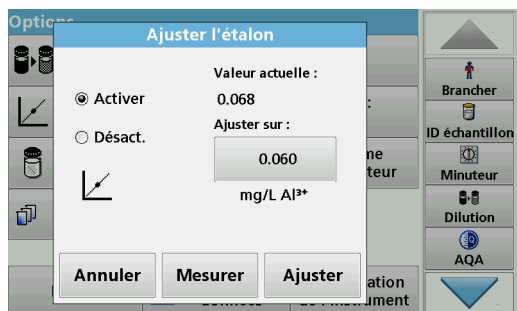 Options
Ajuster l'étalon
Valeur actuelle :
Activer
0.068
Ajuster sur :
Désact.
0.060
mg/L Al³⁺
Annuler
Mesurer
Ajuster
Brancher
ID échantillon
Minuteur
Dilution
AQA